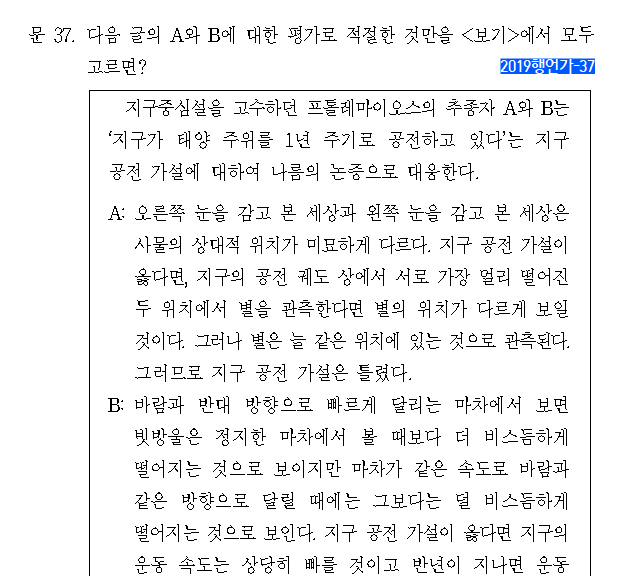 문 37. 다음 글의 A와 B에 대한 평가로 적절한 것만을 <보기>에서 모두
고르면?
2019행언가-37
지구중심설을 고수하던 프톨레마이오스의 추종자 A와 B는
‘지구가 태양 주위를 1년 주기로 공전하고 있다’는 지구
공전 가설에 대하여 나름의 논증으로 대응한다.
A: 오른쪽 눈을 감고 본 세상과 왼쪽 눈을 감고 본 세상은
사물의 상대적 위치가 미묘하게 다르다. 지구 공전 가설이
옳다면, 지구의 공전 궤도 상에서 서로 가장 멀리 떨어진
두 위치에서 별을 관측한다면 별의 위치가 다르게 보일
것이다. 그러나 별은 늘 같은 위치에 있는 것으로 관측된다.
그러므로 지구 공전 가설은 틀렸다.
B: 바람과 반대 방향으로 빠르게 달리는 마차에서 보면
빗방울은 정지한 마차에서 볼 때보다 더 비스듬하게
떨어지는 것으로 보이지만 마차가 같은 속도로 바람과
같은 방향으로 달릴 때에는 그보다는 덜 비스듬하게
떨어지는 것으로 보인다. 지구 공전 가설이 옳다면 지구의
운동 속도는 상당히 빠를 것이고 반년이 지나면 운동